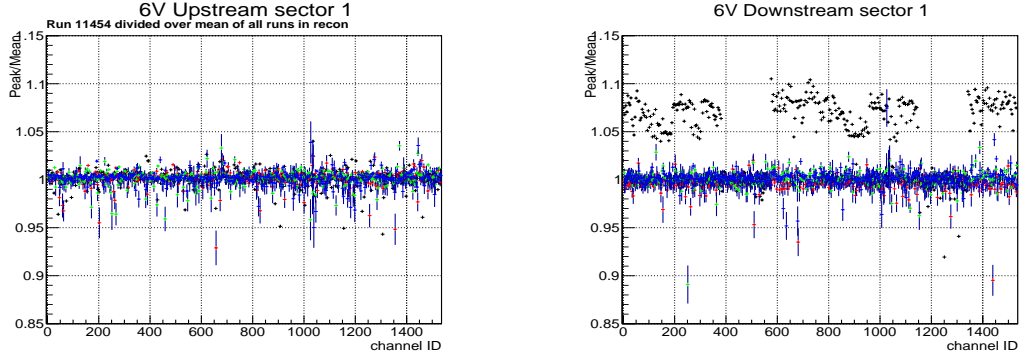 6V Upstream sector 1
Run 11454 divided over mean of all runs in recon
Peak/Mean
1.15
1.1
1.05
1
0.95
0.9
0.85
0 200 400 600 800 1000 1200 1400
channel ID
6V Downstream sector 1
Peak/Mean
1.15
1.1
1.05
1
0.95
0.9
0.85
0 200 400 600 800 1000 1200 1400
channel ID